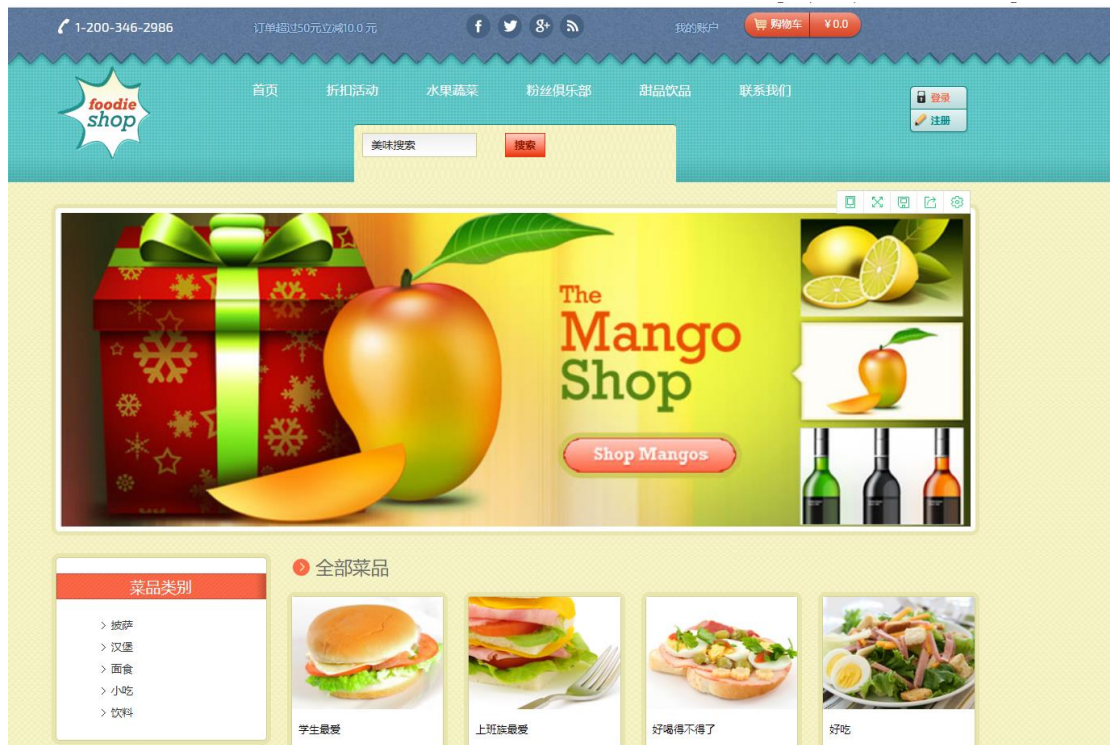 1-200-346-2986
订单超过50元立减10.0元
我的账户
购物车 ￥0.0
foodie
shop
首页 折扣活动 水果蔬菜 粉丝俱乐部 甜品饮品 联系我们
登录
注册
美味搜索 搜索
The
Mango
Shop
Shop Mangos
菜品类别
> 披萨
> 汉堡
> 面食
> 小吃
> 饮料
全部菜品
学生最爱
上班族最爱
好喝得不得了
好吃